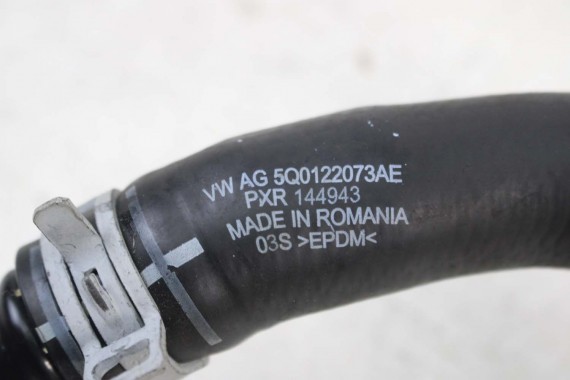 VW AG 5Q0122073AE
PXR 144943
MADE IN ROMANIA
03S >EPDM<